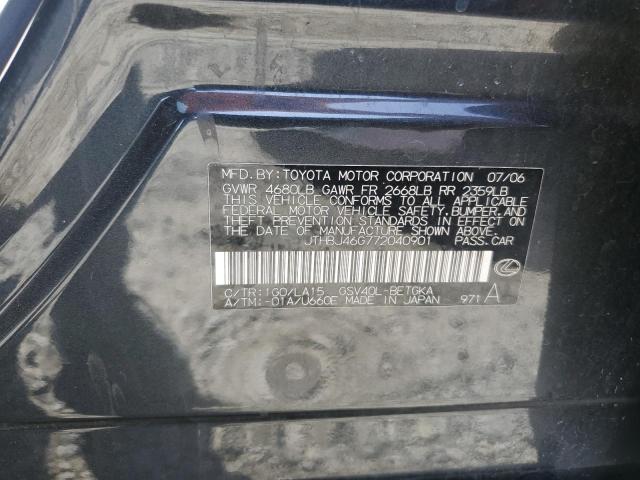 MFD.BY:TOYOTA MOTOR CORPORATION 07/06
GVWR 4680LB GAWR FR 2668LB RR 2359LB
THIS VEHICLE CONFORMS TO ALL APPLICABLE
FEDERAL MOTOR VEHICLE SAFETY, BUMPER, AND
THEFT PREVENTION STANDARDS IN EFFECT ON
THE DATE OF MANUFACTURE SHOWN ABOVE.
JTHBJ46G772040901 PASS.CAR
C/TR:1G0/LA15 GSV40L-BETGKA
A/TM:-01A/U660E MADE IN JAPAN 971 A